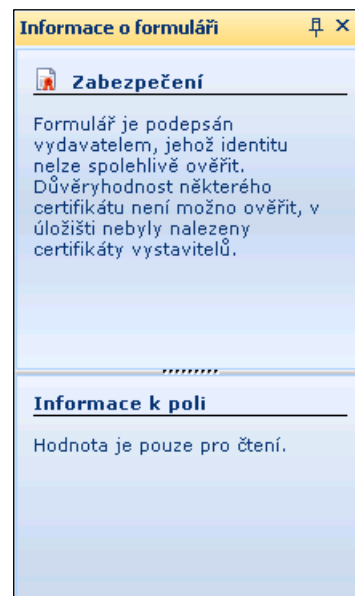 Informace o formuláři
Zabezpečení
Formulář je podepsán
vydavatelem, jehož identitu
nelze spolehlivě ověřit.
Důvěryhodnost některého
certifikátu není možno ověřit, v
úložišti nebyly nalezeny
certifikáty vystavitelů.
Informace k poli
Hodnota je pouze pro čtení.